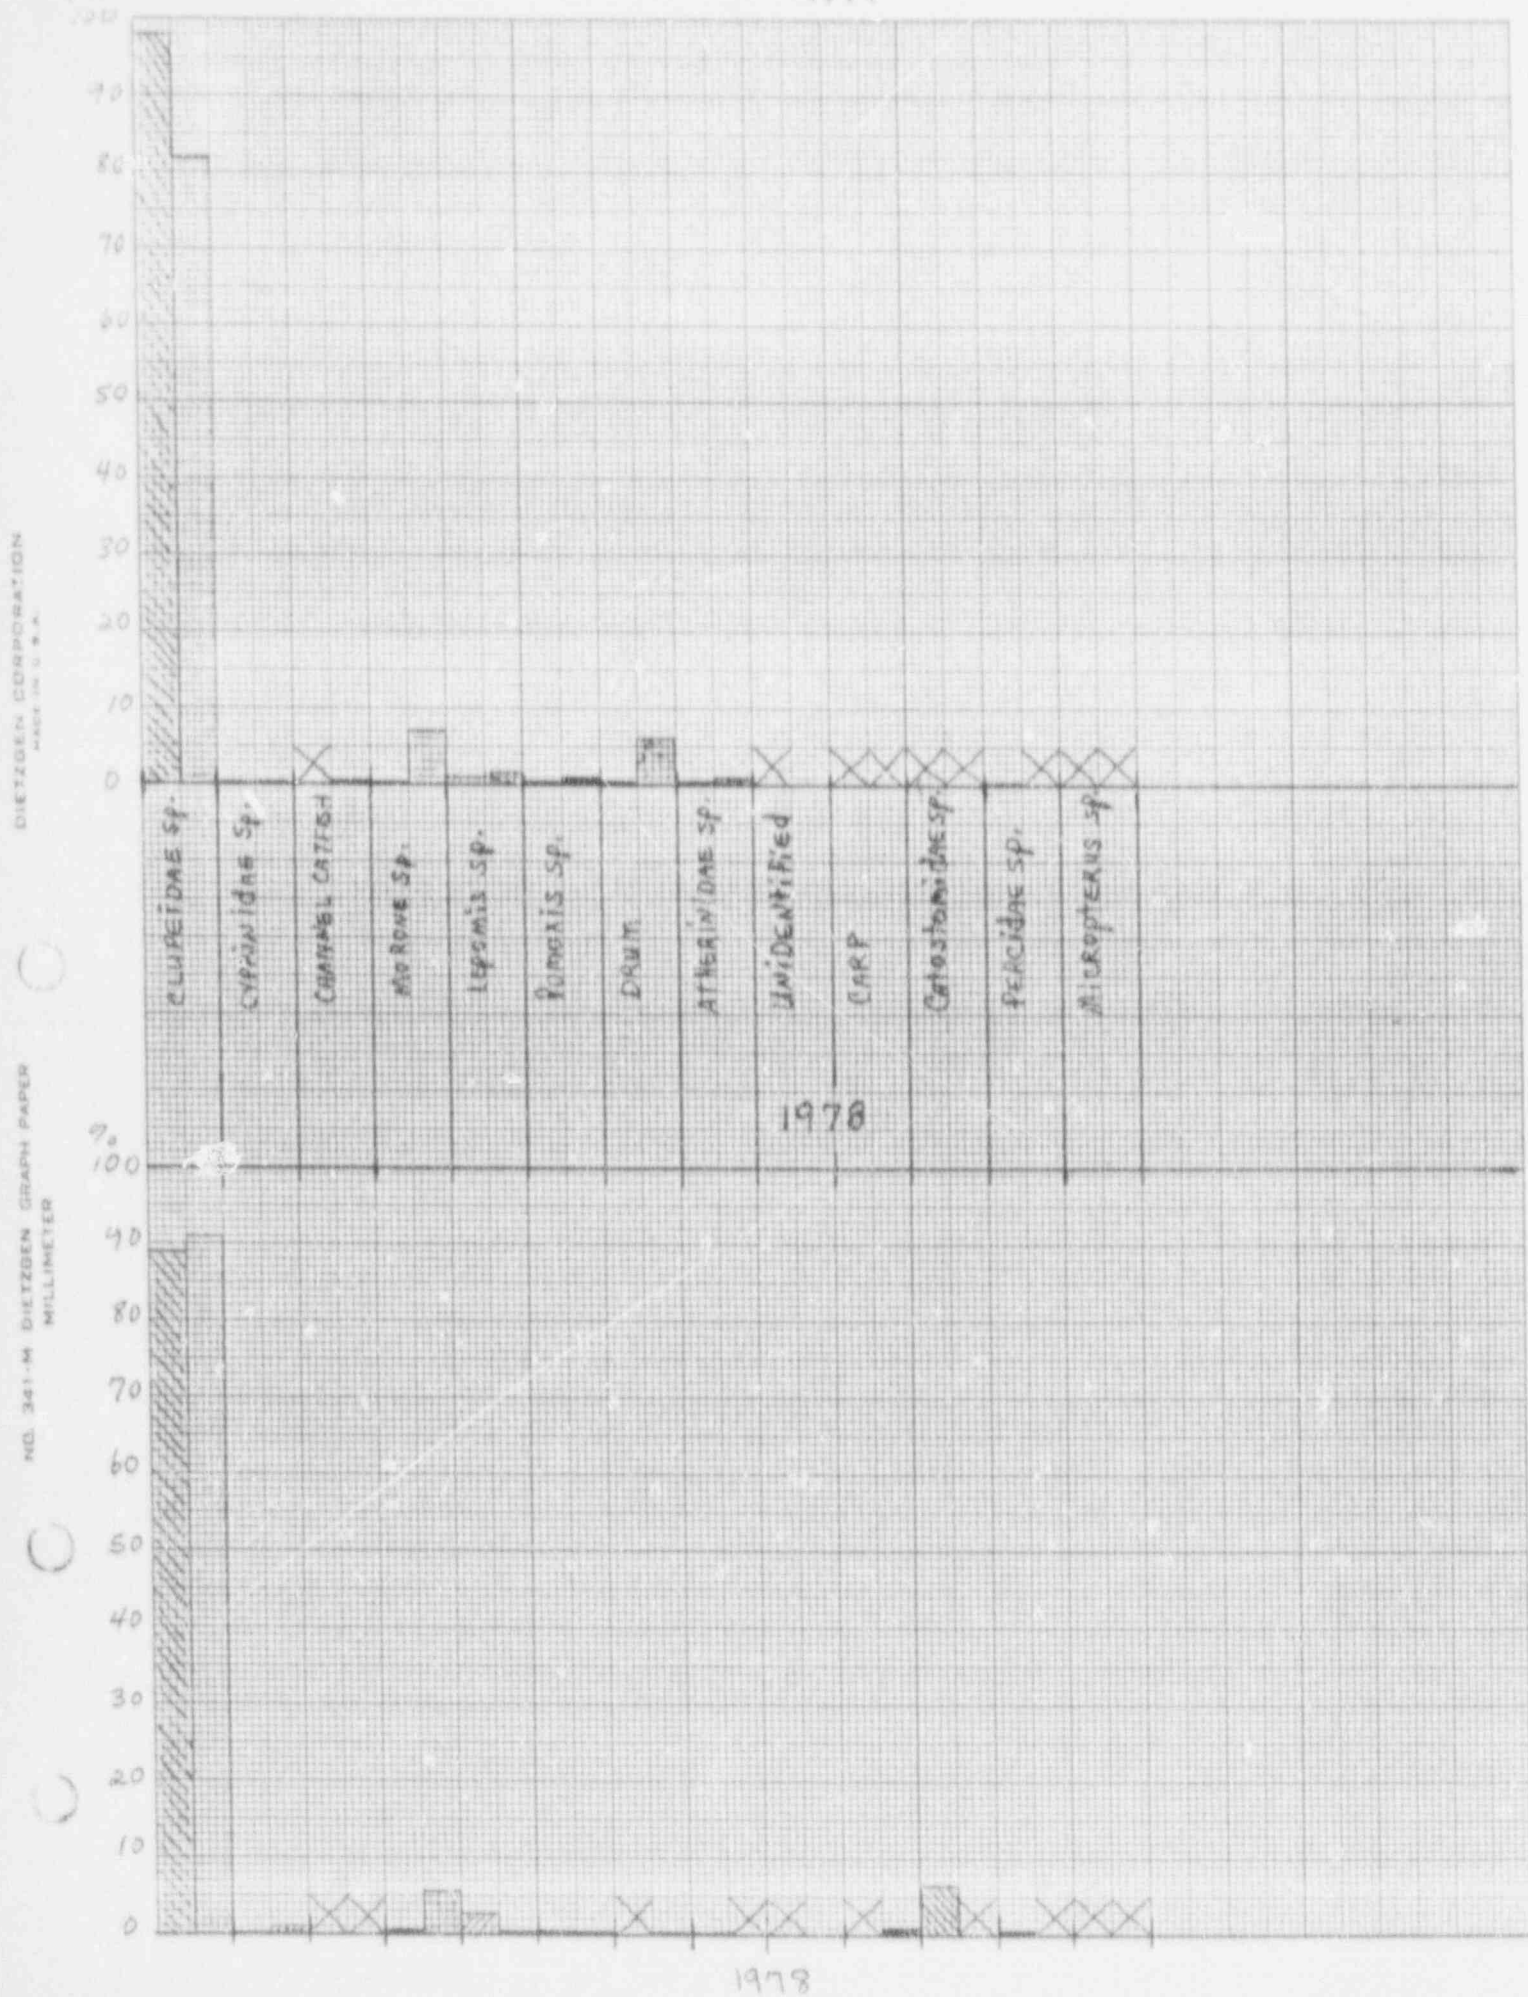 100
90
80
70
60
50
40
30
20
10
0
CLUPEIDAE Sp.
CYPRINIDAE Sp.
CHANNEL CATFISH
MORONE Sp.
LEPOMIS Sp.
POMOXIS Sp.
DRUM
ATHERINIDAE Sp.
UNIDENTIFIED
CARP
CATOSTOMIDAE Sp.
PERCIDAE Sp.
MICROPTERUS Sp.
1978
%
100
90
80
70
60
50
40
30
20
10
0
1978
DIETZGEN CORPORATION
MADE IN U.S.A.
NO. 341-M DIETZGEN GRAPH PAPER
MILLIMETER